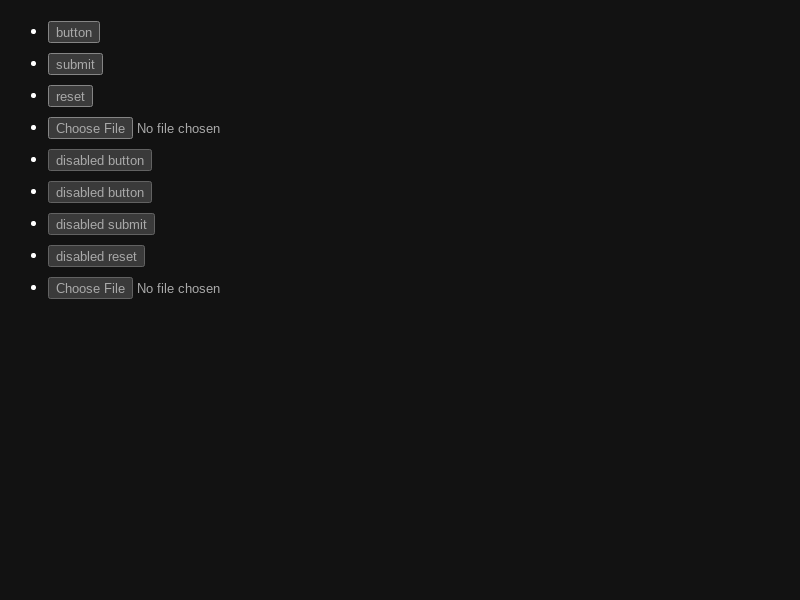 button
submit
reset
Choose File No file chosen
disabled button
disabled button
disabled submit
disabled reset
Choose File No file chosen